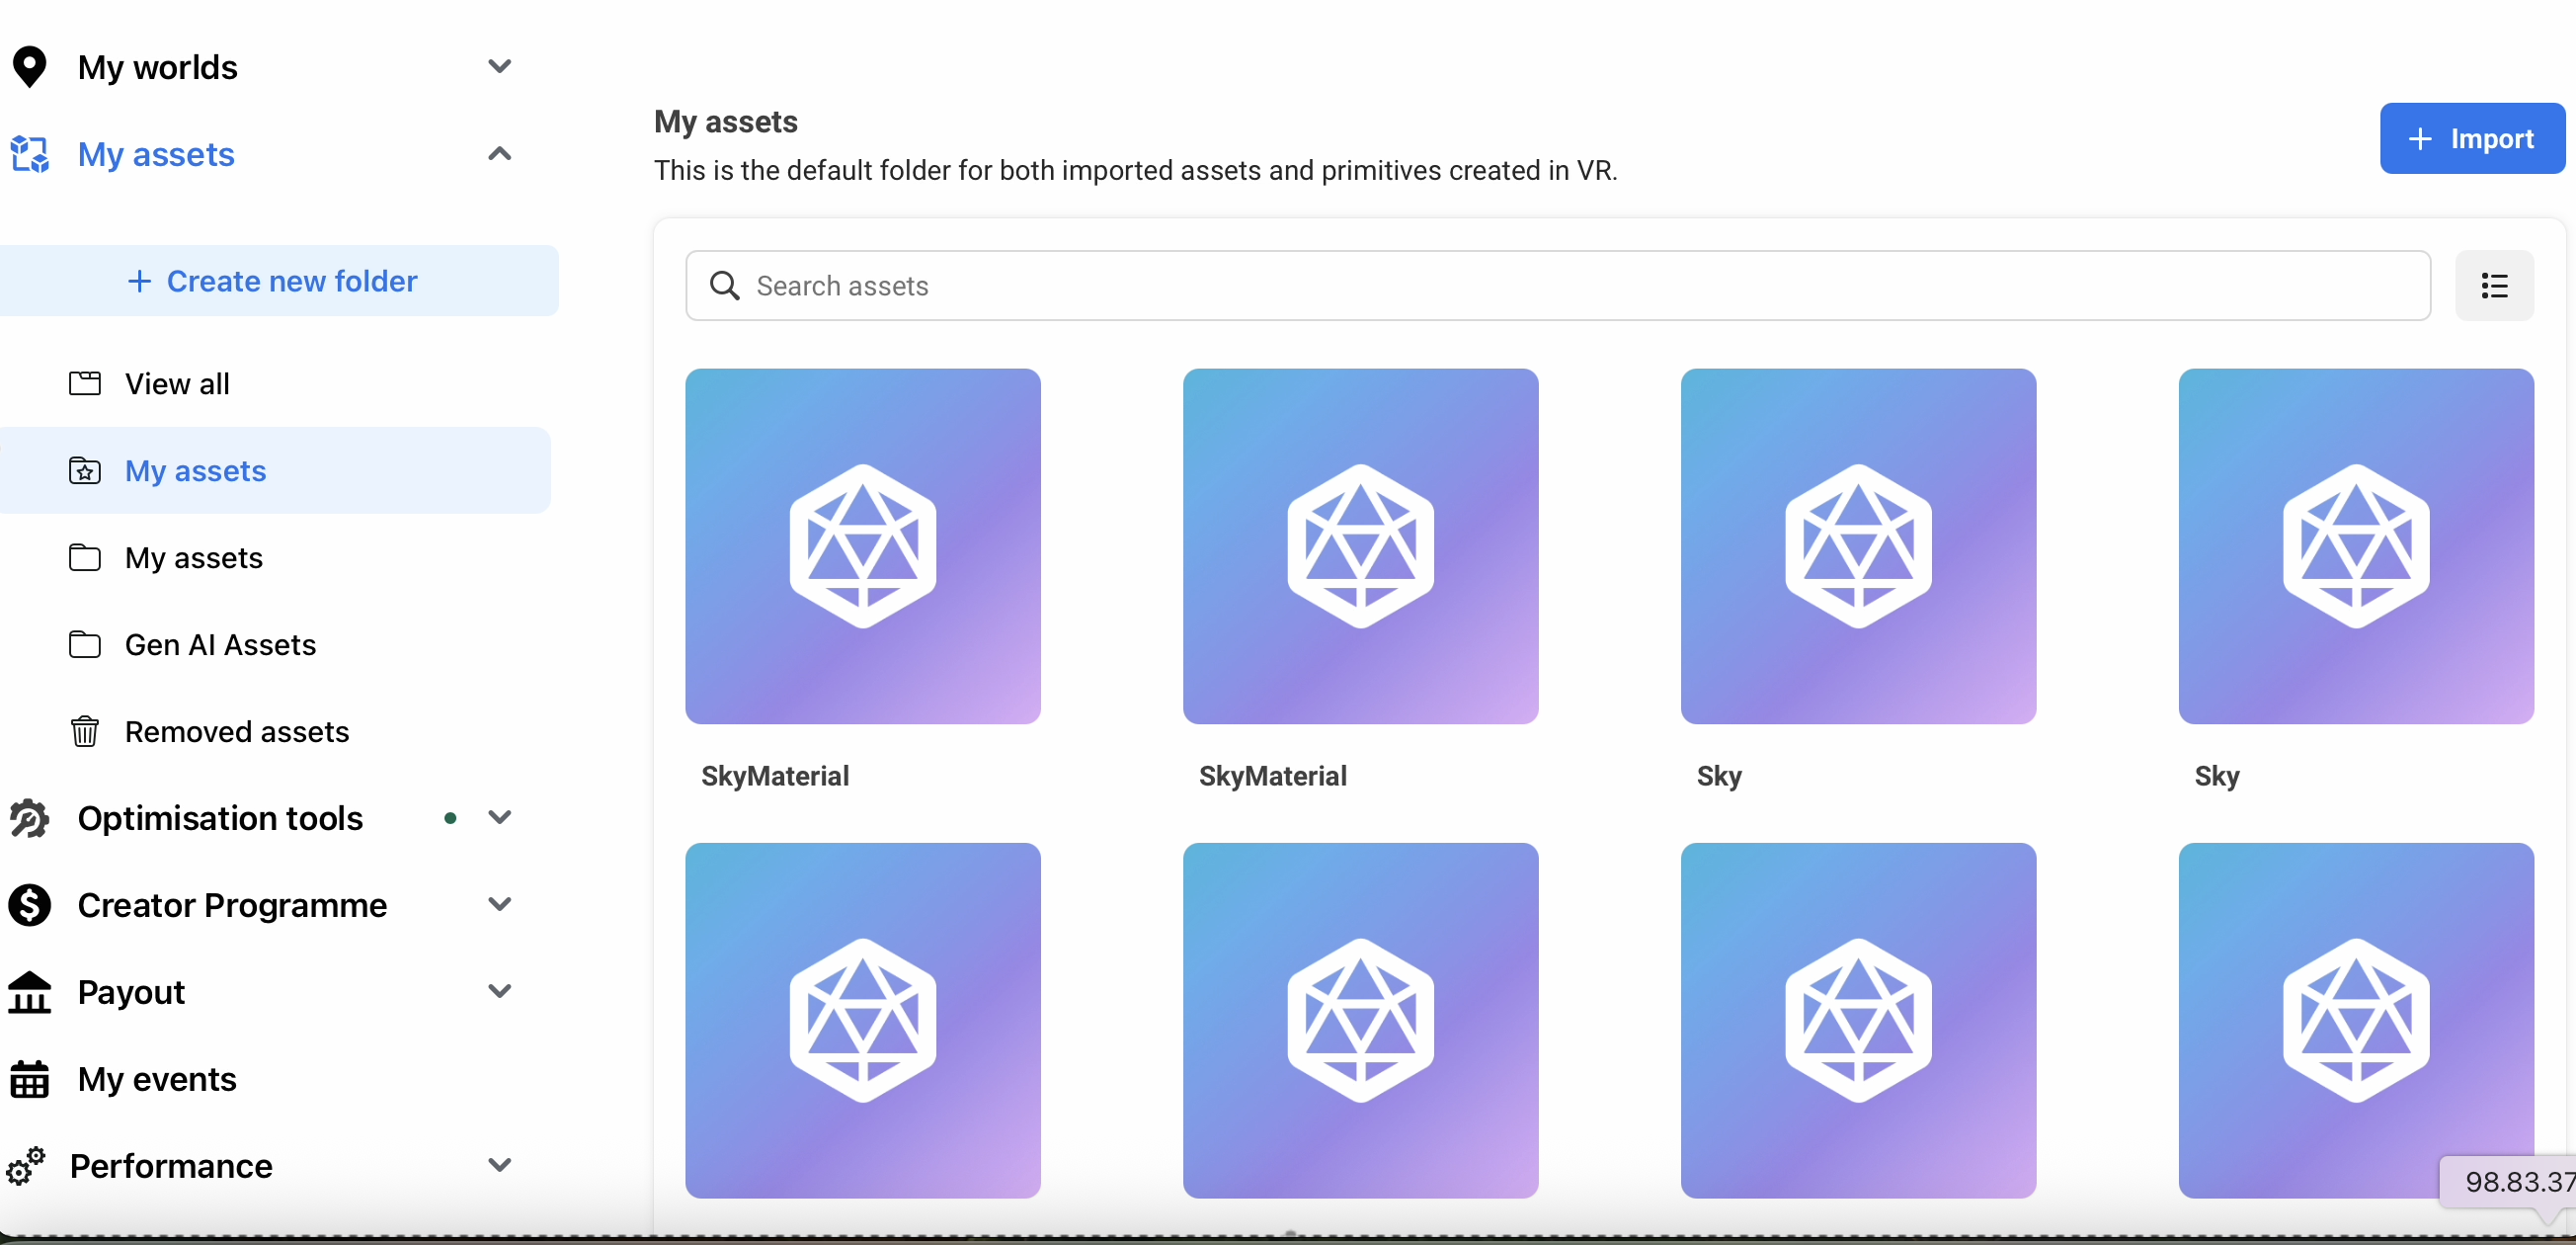 My worlds
My assets
+ Create new folder
View all
My assets
My assets
Gen AI Assets
Removed assets
Optimisation tools
Creator Programme
Payout
My events
Performance
My assets
This is the default folder for both imported assets and primitives created in VR.
+ Import
Search assets
SkyMaterial
SkyMaterial
Sky
Sky
98.83.37